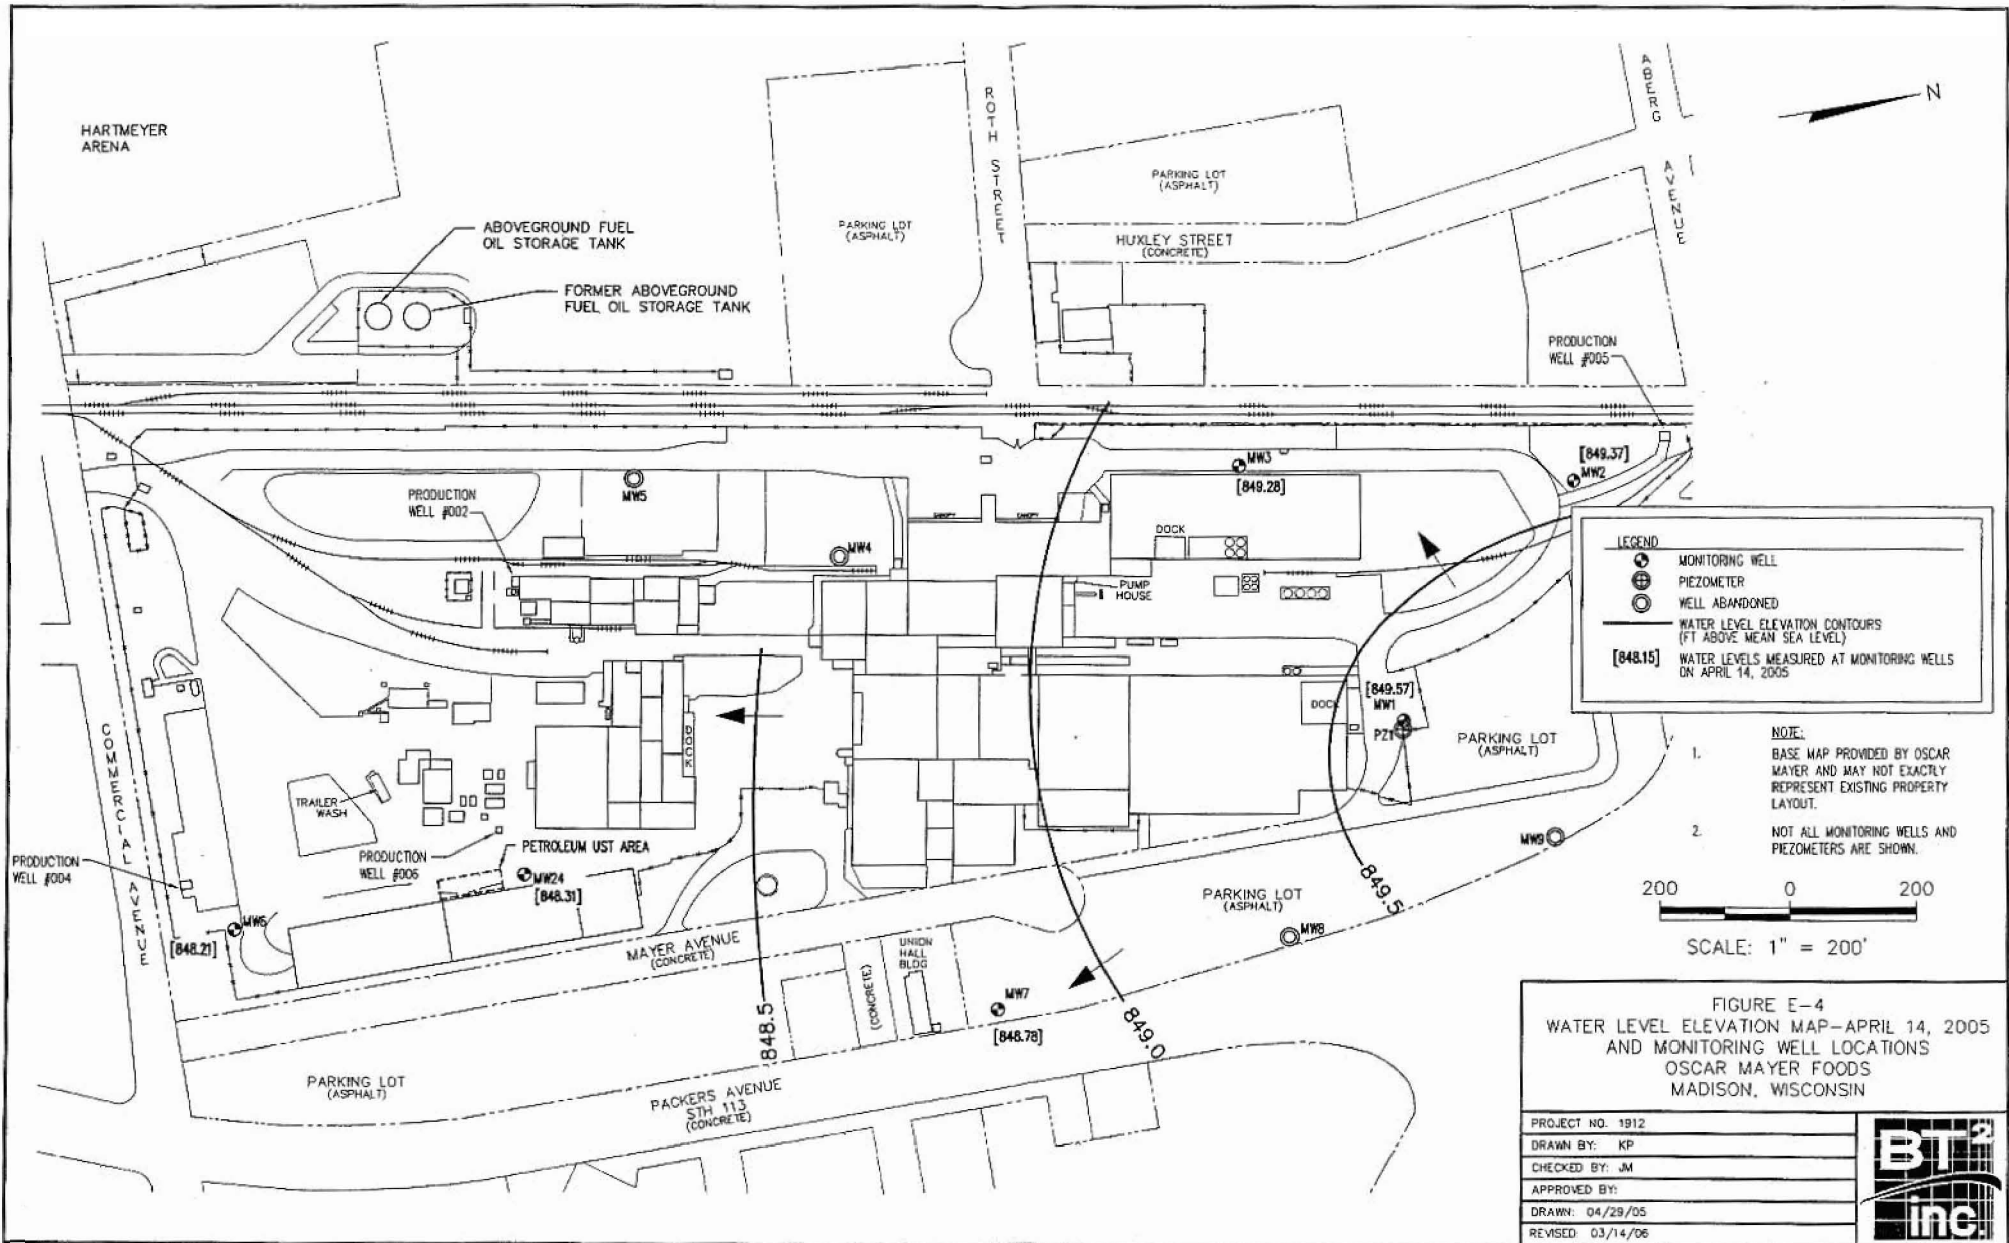 HARTMEYER
ARENA
ABOVEGROUND FUEL
OIL STORAGE TANK
FORMER ABOVEGROUND
FUEL OIL STORAGE TANK
PARKING LOT
(ASPHALT)
ROTH STREET
PARKING LOT
(ASPHALT)
HUXLEY STREET
(CONCRETE)
ABERG AVENUE
N
PRODUCTION
WELL #005
[849.37]
MW2
MW3
[849.28]
MW5
PRODUCTION
WELL #002
MW4
CANOPY
CANOPY
DOCK
PUMP
HOUSE
LEGEND
MONITORING WELL
PIEZOMETER
WELL ABANDONED
WATER LEVEL ELEVATION CONTOURS
(FT ABOVE MEAN SEA LEVEL)
[848.15] WATER LEVELS MEASURED AT MONITORING WELLS
ON APRIL 14, 2005
[849.57]
MW1
PZ1
DOCK
DOCK
PARKING LOT
(ASPHALT)
NOTE:
1. BASE MAP PROVIDED BY OSCAR
MAYER AND MAY NOT EXACTLY
REPRESENT EXISTING PROPERTY
LAYOUT.
2. NOT ALL MONITORING WELLS AND
PIEZOMETERS ARE SHOWN.
COMMERCIAL AVENUE
TRAILER
WASH
PRODUCTION
WELL #004
PRODUCTION
WELL #006
PETROLEUM UST AREA
MW24
[848.31]
MW6
[848.21]
MW9
849.5
PARKING LOT
(ASPHALT)
MW8
200 0 200
SCALE: 1" = 200'
MAYER AVENUE
(CONCRETE)
UNION
HALL
BLDG
(CONCRETE)
MW7
[848.78]
848.5
849.0
PARKING LOT
(ASPHALT)
PACKERS AVENUE
STH 113
(CONCRETE)
FIGURE E-4
WATER LEVEL ELEVATION MAP-APRIL 14, 2005
AND MONITORING WELL LOCATIONS
OSCAR MAYER FOODS
MADISON, WISCONSIN
PROJECT NO. 1912
DRAWN BY: KP
CHECKED BY: JM
APPROVED BY:
DRAWN: 04/29/05
REVISED: 03/14/06
BT²
inc.